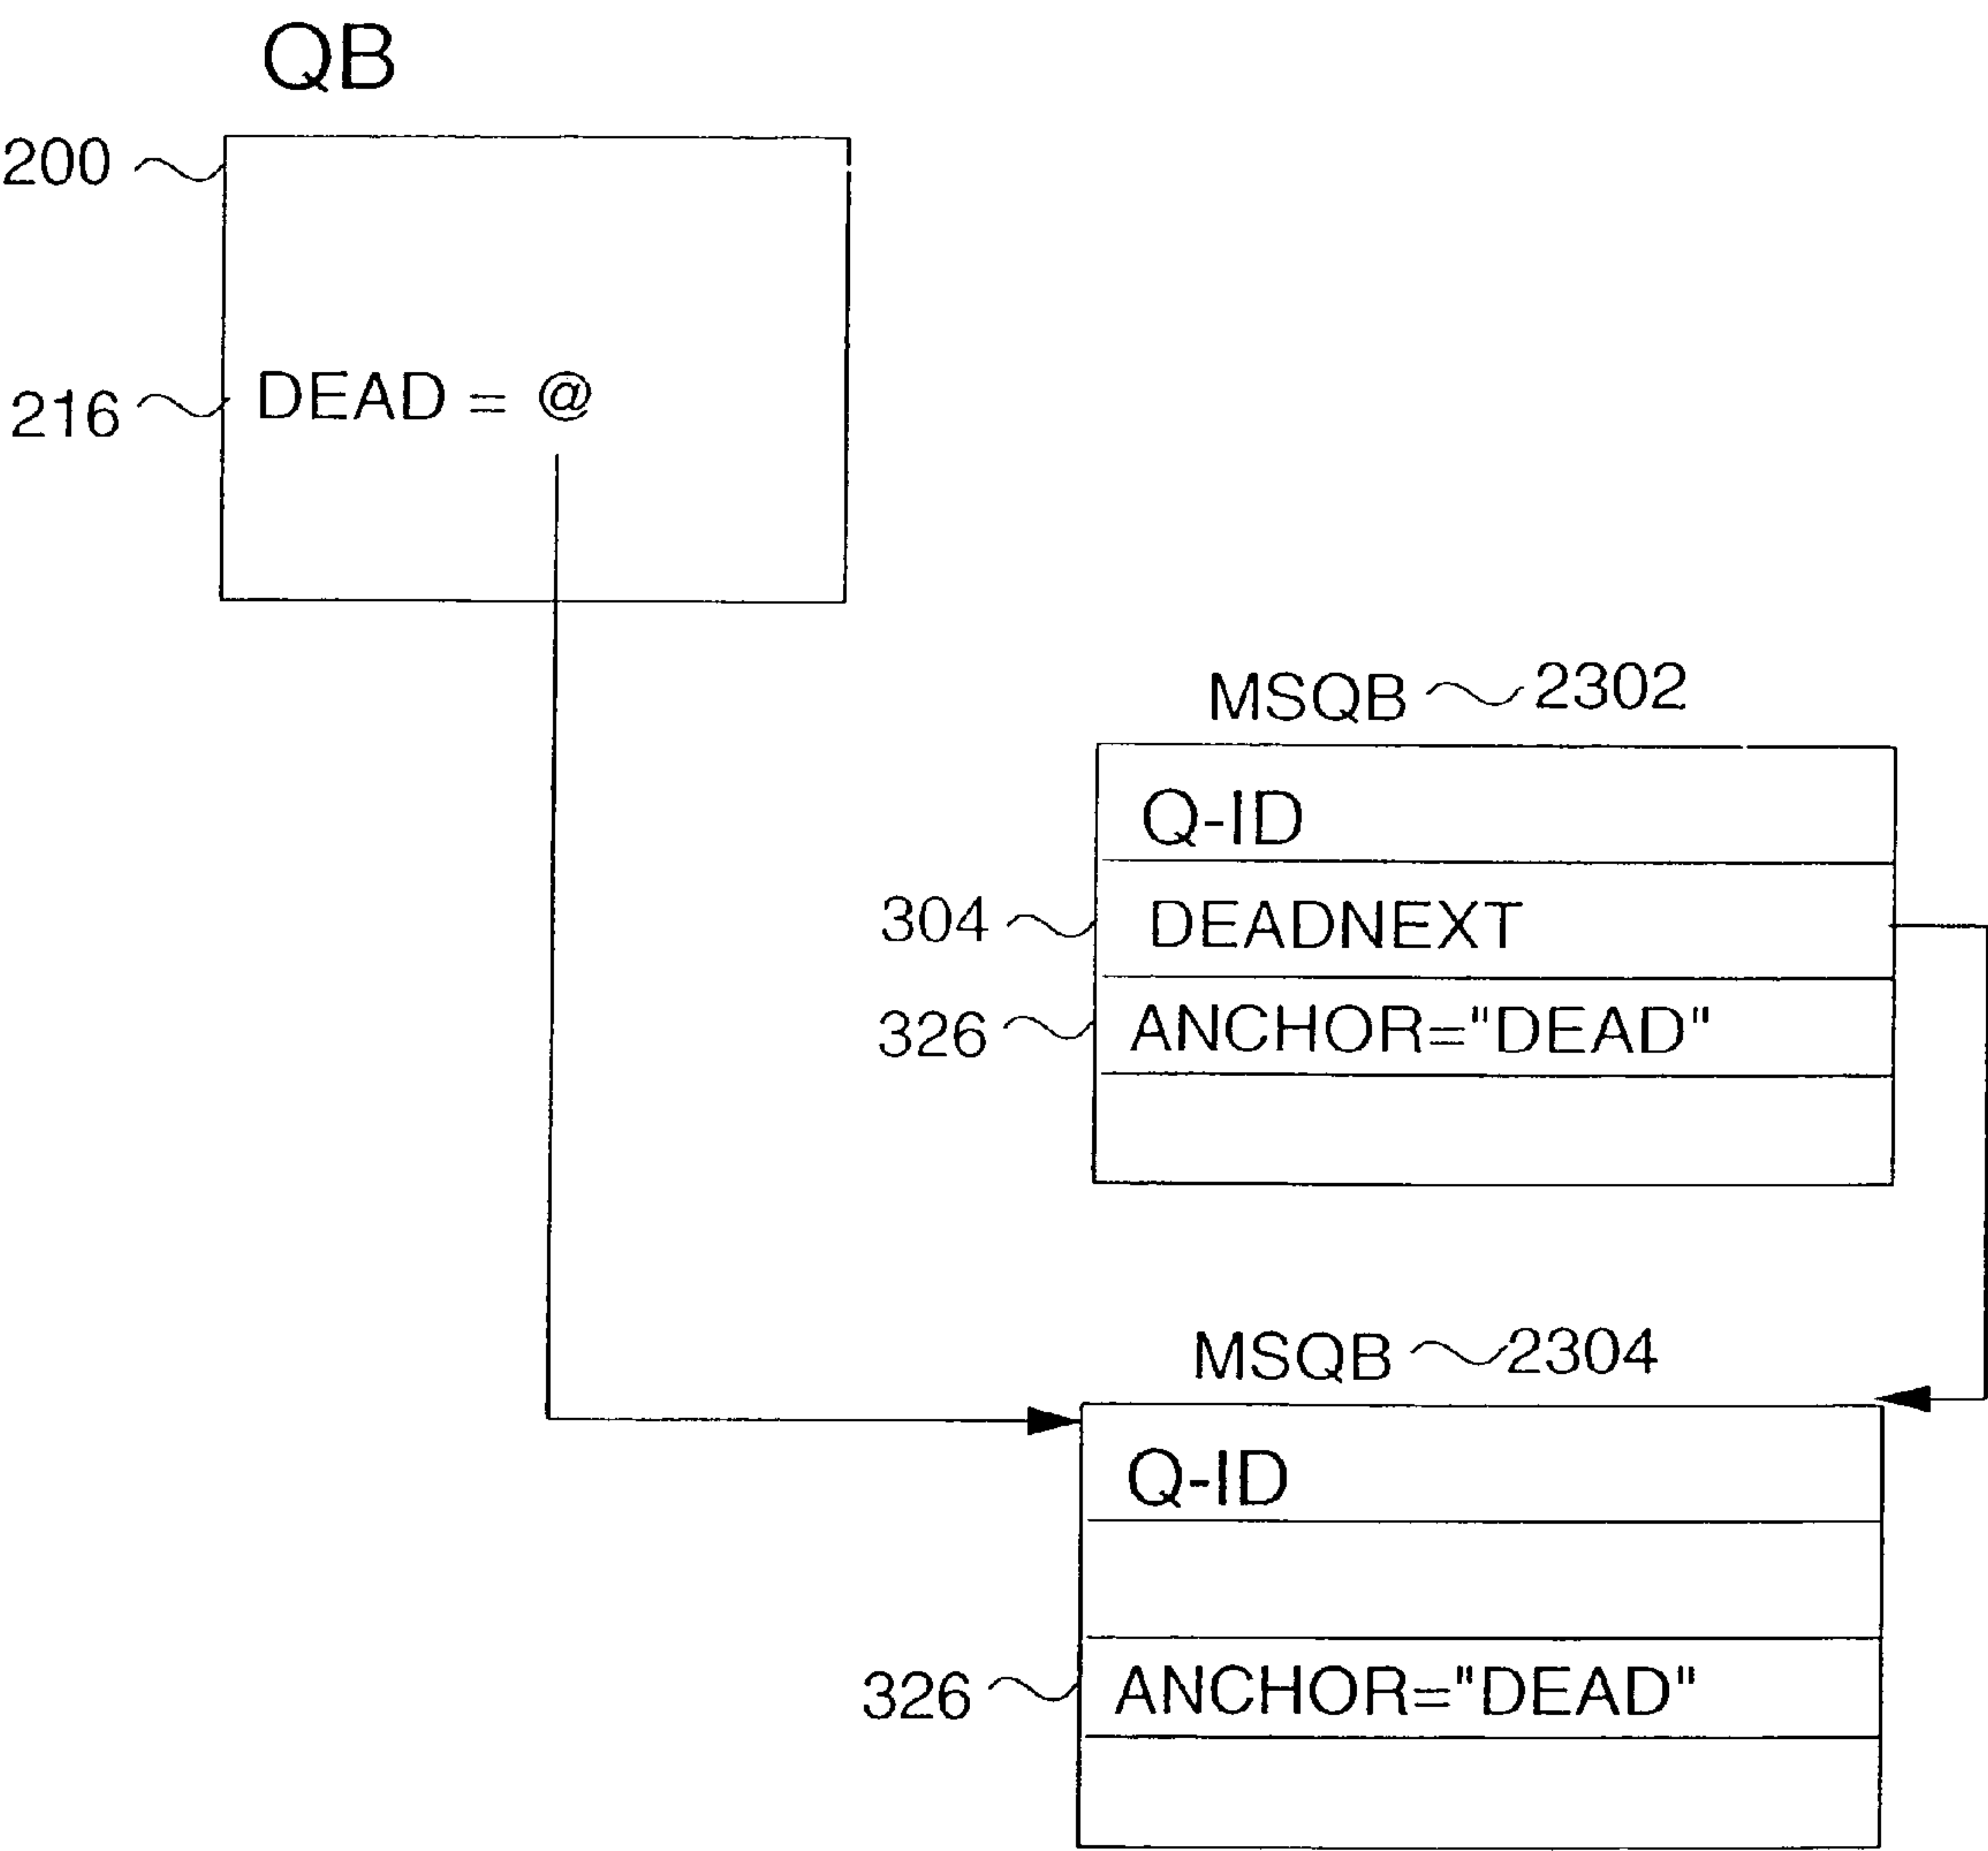 QB
200
216 DEAD = @
MSQB 2302
Q-ID
304 DEADNEXT
326 ANCHOR="DEAD"
MSQB 2304
Q-ID
326 ANCHOR="DEAD"